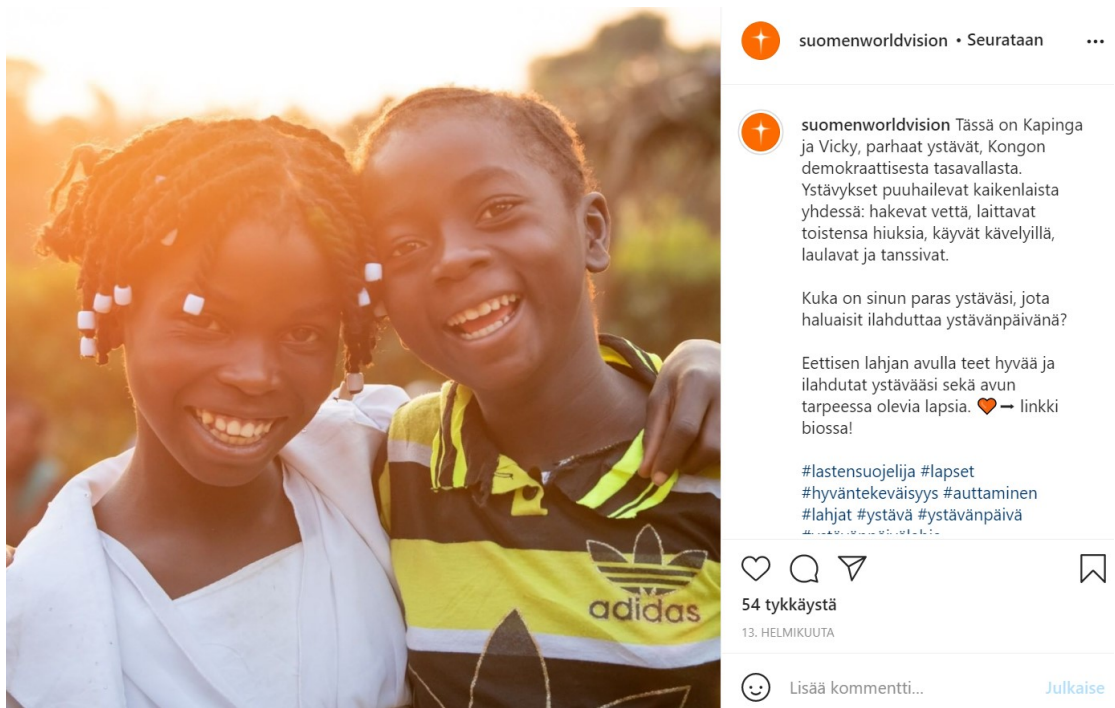 suomenworldvision • Seurataan
suomenworldvision Tässä on Kapinga
ja Vicky, parhaat ystävät, Kongon
demokraattisesta tasavallasta.
Ystävykset puuhailevat kaikenlaista
yhdessä: hakevat vettä, laittavat
toistensa hiuksia, käyvät kävelyillä,
laulavat ja tanssivat.
Kuka on sinun paras ystäväsi, jota
haluaisit ilahduttaa ystävänpäivänä?
Eettisen lahjan avulla teet hyvää ja
ilahdutat ystävääsi sekä avun
tarpeessa olevia lapsia. 🧡➡ linkki
biossa!
#lastensuojelija #lapset
#hyväntekeväisyys #auttaminen
#lahjat #ystävä #ystävänpäivä
adidas
54 tykkäystä
13. HELMIKUUTA
Lisää kommentti... Julkaise